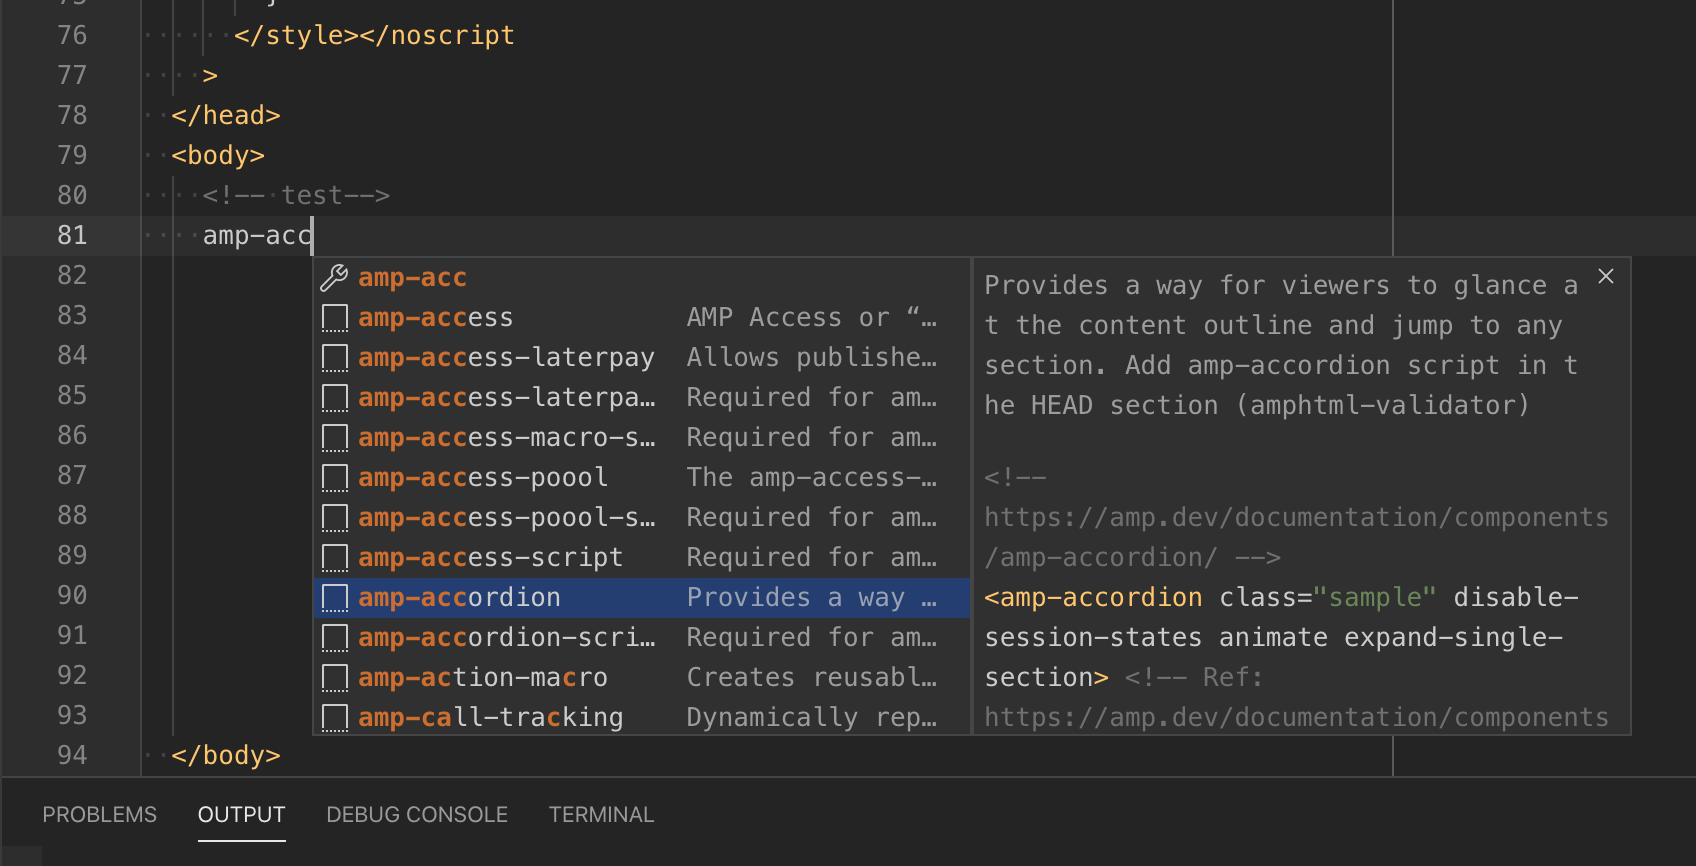 76 </style></noscript
77 >
78 </head>
79 <body>
80 <!-- test-->
81 amp-acc
82
83
84
85
86
87
88
89
90
91
92
93
94 </body>
amp-acc
amp-access AMP Access or “…
amp-access-laterpay Allows publishe…
amp-access-laterpa… Required for am…
amp-access-macro-s… Required for am…
amp-access-poool The amp-access-…
amp-access-poool-s… Required for am…
amp-access-script Required for am…
amp-accordion Provides a way …
amp-accordion-scri… Required for am…
amp-action-macro Creates reusabl…
amp-call-tracking Dynamically rep…
Provides a way for viewers to glance a
t the content outline and jump to any
section. Add amp-accordion script in t
he HEAD section (amphtml-validator)
<!--
https://amp.dev/documentation/components
/amp-accordion/ -->
<amp-accordion class="sample" disable-
session-states animate expand-single-
section> <!-- Ref:
https://amp.dev/documentation/components
PROBLEMS OUTPUT DEBUG CONSOLE TERMINAL